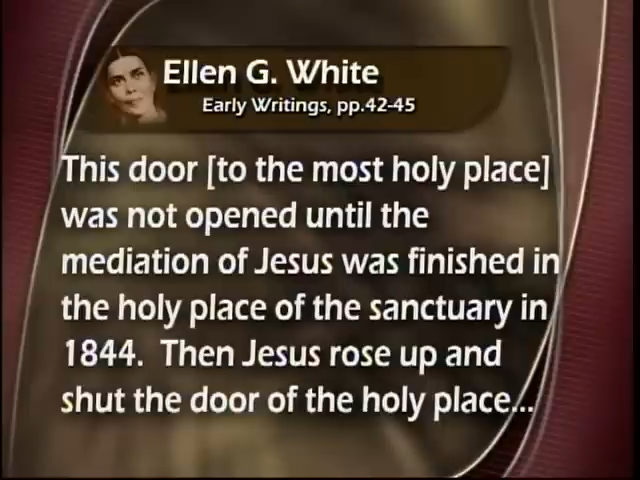 Ellen G. White
Early Writings, pp.42-45
This door [to the most holy place]
was not opened until the
mediation of Jesus was finished in
the holy place of the sanctuary in
1844. Then Jesus rose up and
shut the door of the holy place...